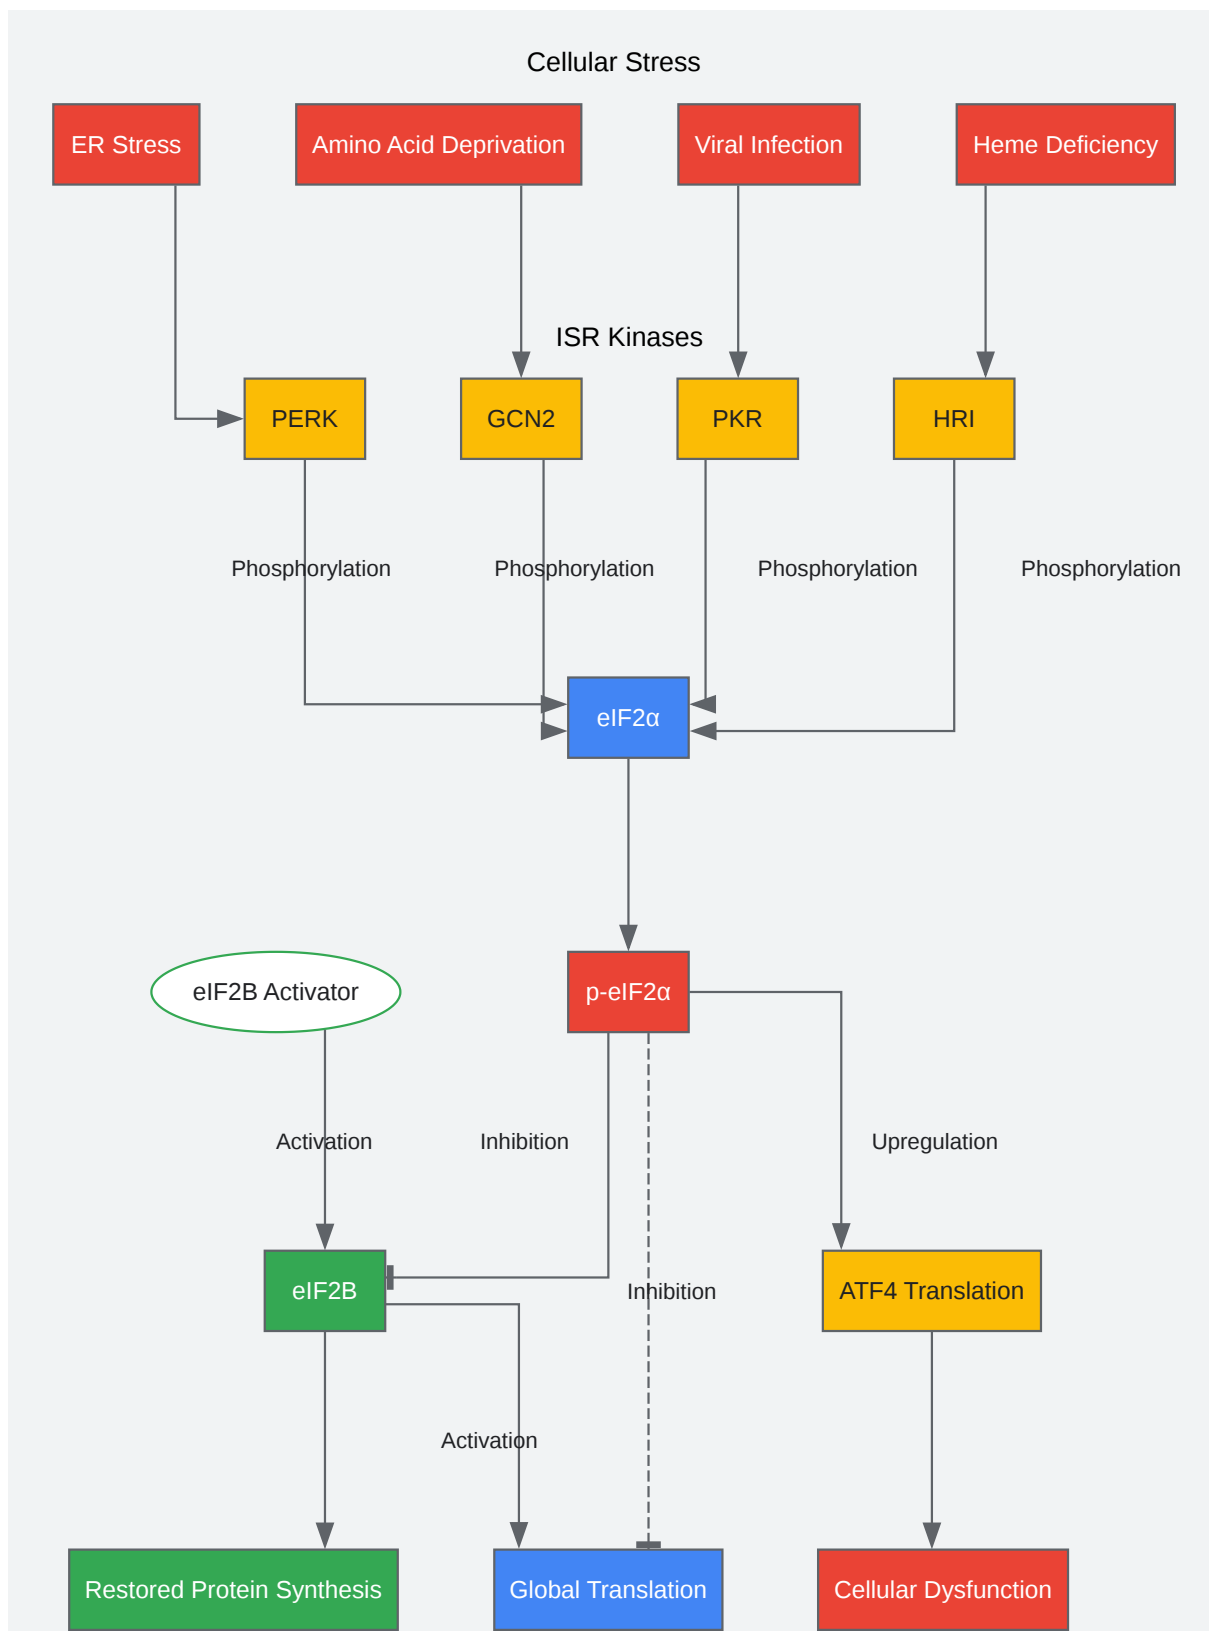 Cellular Stress
ER Stress
Amino Acid Deprivation
Viral Infection
Heme Deficiency
ISR Kinases
PERK
GCN2
PKR
HRI
Phosphorylation
Phosphorylation
Phosphorylation
Phosphorylation
eIF2α
eIF2B Activator
p-eIF2α
Activation
Inhibition
Upregulation
eIF2B
Inhibition
ATF4 Translation
Activation
Restored Protein Synthesis
Global Translation
Cellular Dysfunction